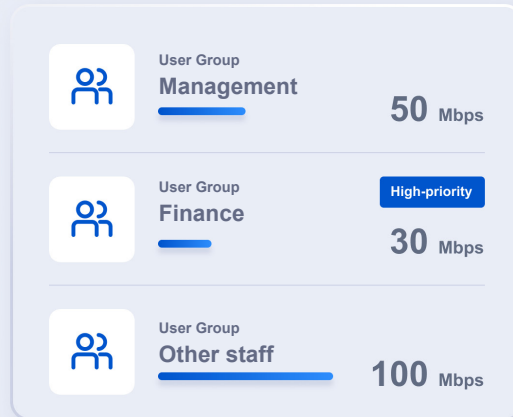 User Group
Management
50 Mbps
User Group
High-priority
Finance
30 Mbps
User Group
Other staff
100 Mbps